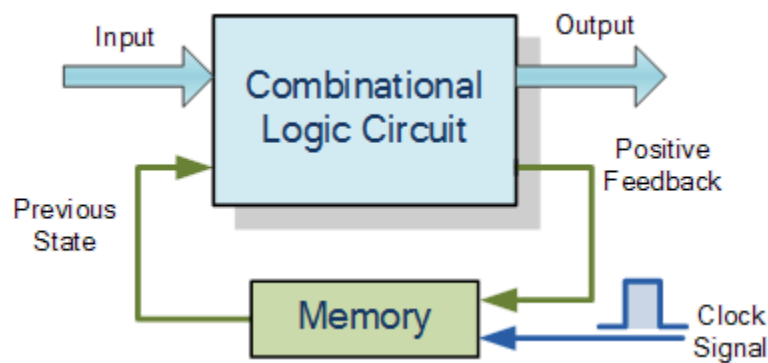 Input
Output
Combinational
Logic Circuit
Positive
Feedback
Previous
State
Memory
Clock
Signal